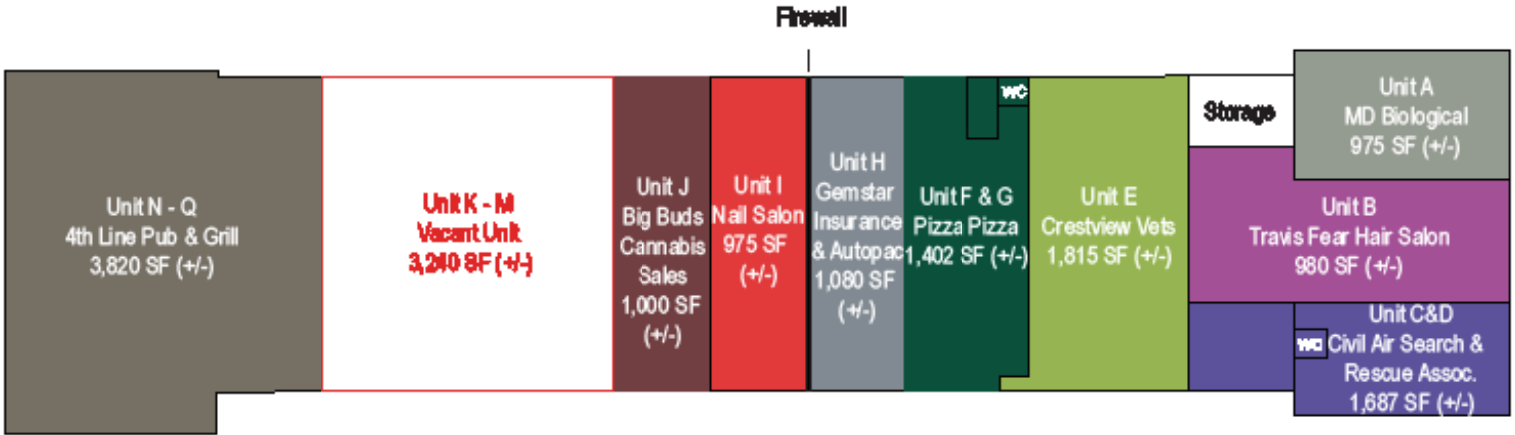 Firewall
Unit N - Q
4th Line Pub & Grill
3,820 SF (+/-)
Unit K - M
Vacant Unit
3,240 SF (+/-)
Unit J
Big Buds
Cannabis
Sales
1,000 SF
(+/-)
Unit I
Nail Salon
975 SF
(+/-)
Unit H
Gemstar
Insurance
& Autopac
1,080 SF
(+/-)
WC
Unit F & G
Pizza Pizza
1,402 SF (+/-)
Unit E
Crestview Vets
1,815 SF (+/-)
Storage
Unit A
MD Biological
975 SF (+/-)
Unit B
Travis Fear Hair Salon
980 SF (+/-)
WC
Unit C&D
Civil Air Search &
Rescue Assoc.
1,687 SF (+/-)